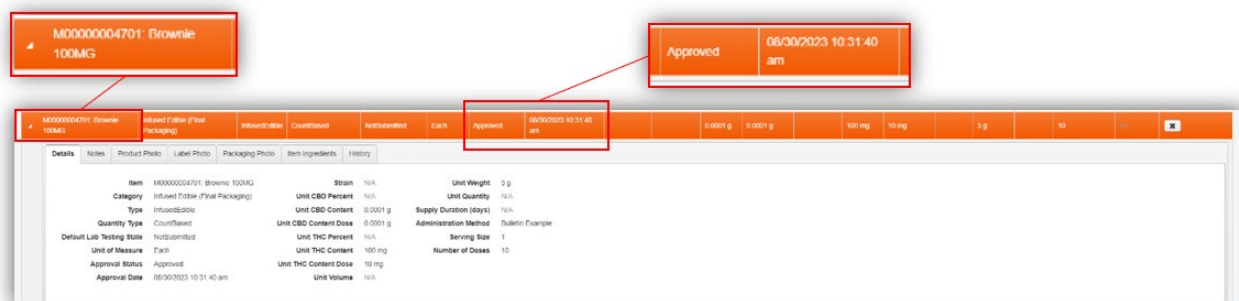 M00000004701: Brownie
100MG
Approved
08/30/2023 10:31:40
am
M00000004701: Brownie
100MG
Infused Edible (Final
Packaging)
InfusedEdible
CountBased
NotSubmitted
Each
Approved
08/30/2023 10:31:40
am
0.0001 g
0.0001 g
100 mg
10 mg
5 g
10
Details Notes Product Photo Label Photo Packaging Photo Item Ingredients History
Item M00000004701: Brownie 100MG Strain N/A Unit Weight 5 g
Category Infused Edible (Final Packaging) Unit CBD Percent N/A Unit Quantity N/A
Type InfusedEdible Unit CBD Content 0.0001 g Supply Duration (days) N/A
Quantity Type CountBased Unit CBD Content Dose 0.0001 g Administration Method Bulletin Example
Default Lab Testing State NotSubmitted Unit THC Percent N/A Serving Size 1
Unit of Measure Each Unit THC Content 100 mg Number of Doses 10
Approval Status Approved Unit THC Content Dose 10 mg
Approval Date 08/30/2023 10:31:40 am Unit Volume N/A